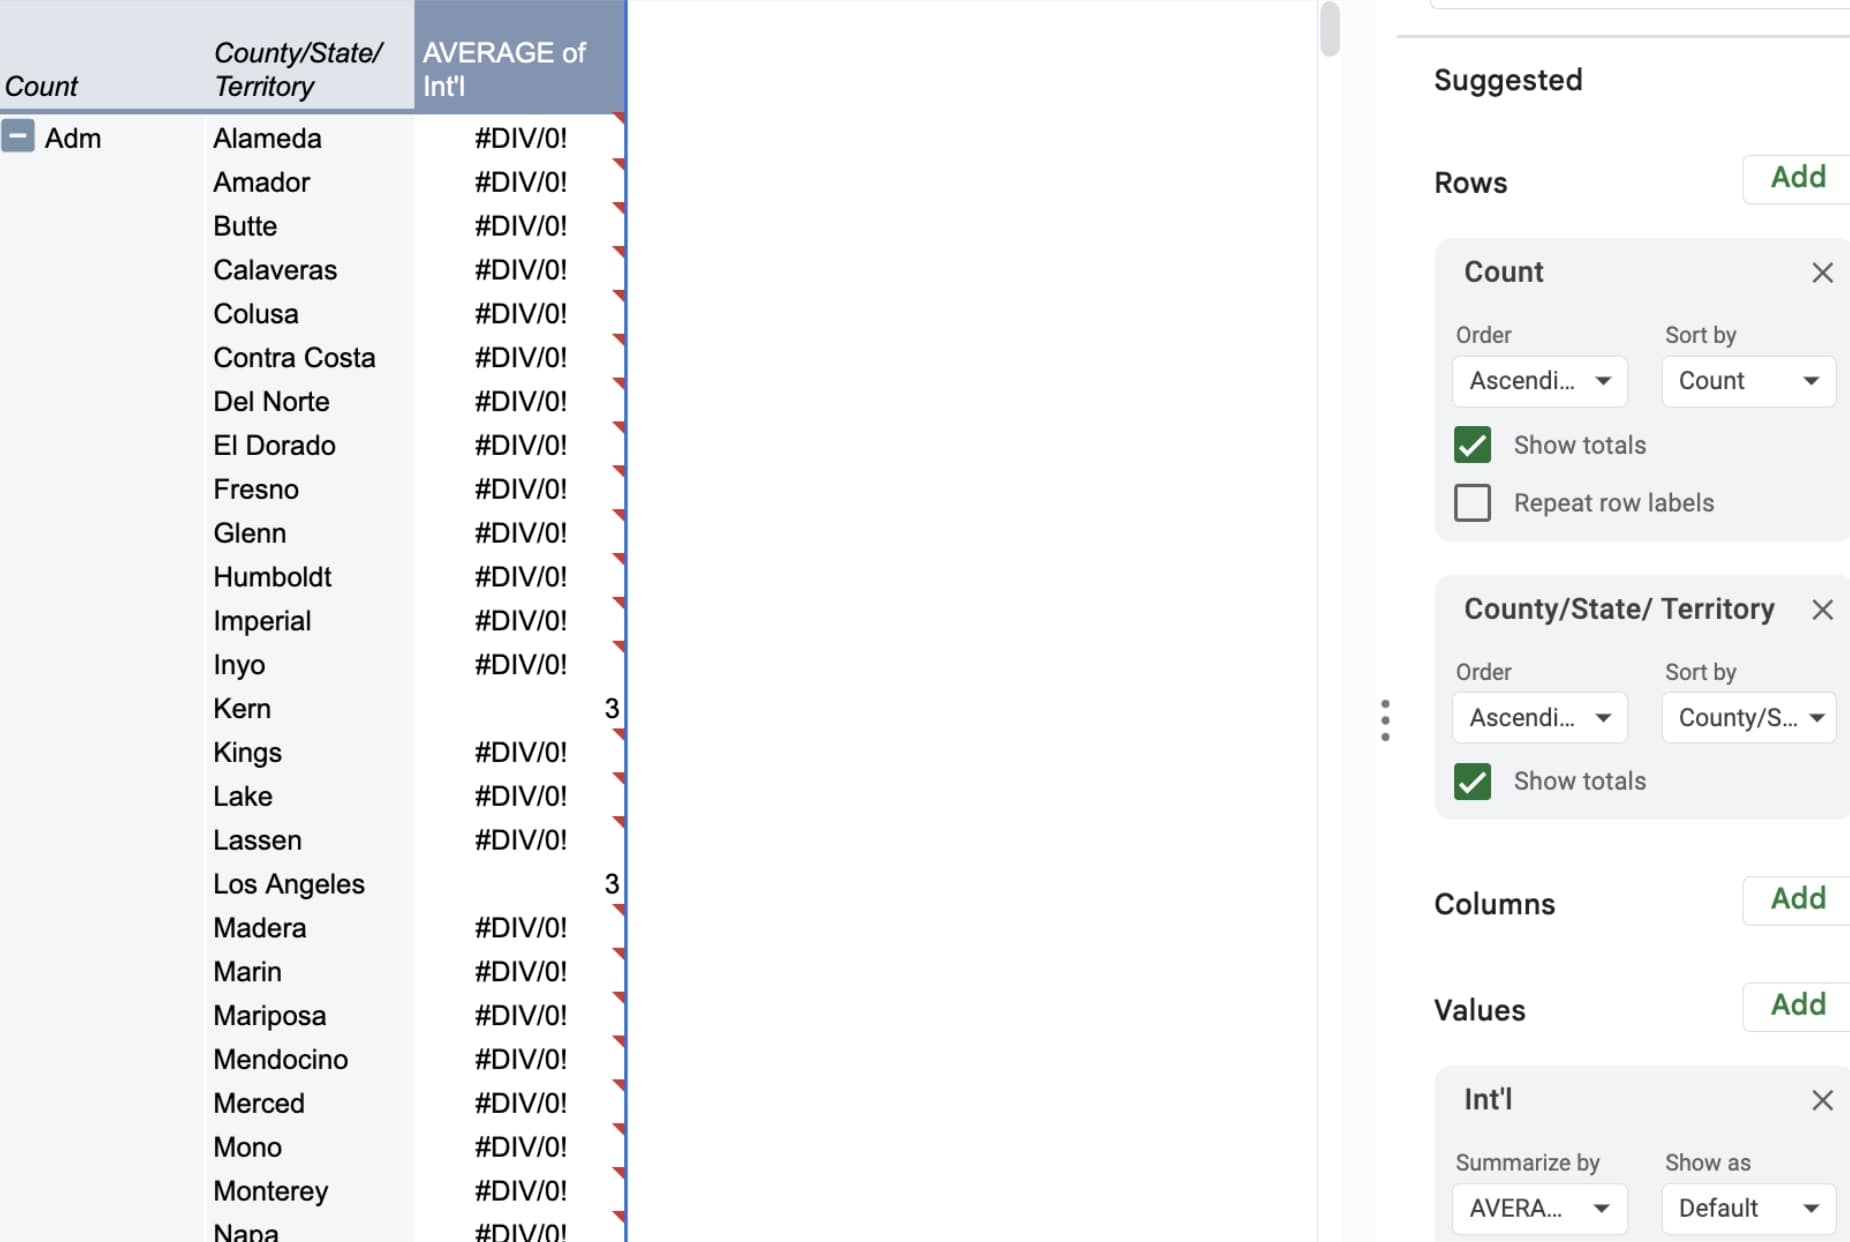 Count
County/State/
Territory
AVERAGE of
Int'l
Adm
Alameda #DIV/0!
Amador #DIV/0!
Butte #DIV/0!
Calaveras #DIV/0!
Colusa #DIV/0!
Contra Costa #DIV/0!
Del Norte #DIV/0!
El Dorado #DIV/0!
Fresno #DIV/0!
Glenn #DIV/0!
Humboldt #DIV/0!
Imperial #DIV/0!
Inyo #DIV/0!
Kern 3
Kings #DIV/0!
Lake #DIV/0!
Lassen #DIV/0!
Los Angeles 3
Madera #DIV/0!
Marin #DIV/0!
Mariposa #DIV/0!
Mendocino #DIV/0!
Merced #DIV/0!
Mono #DIV/0!
Monterey #DIV/0!
Napa #DIV/0!
Suggested
Rows Add
Count
Order Sort by
Ascendi... Count
Show totals
Repeat row labels
County/State/ Territory
Order Sort by
Ascendi... County/S...
Show totals
Columns Add
Values Add
Int'l
Summarize by Show as
AVERA... Default